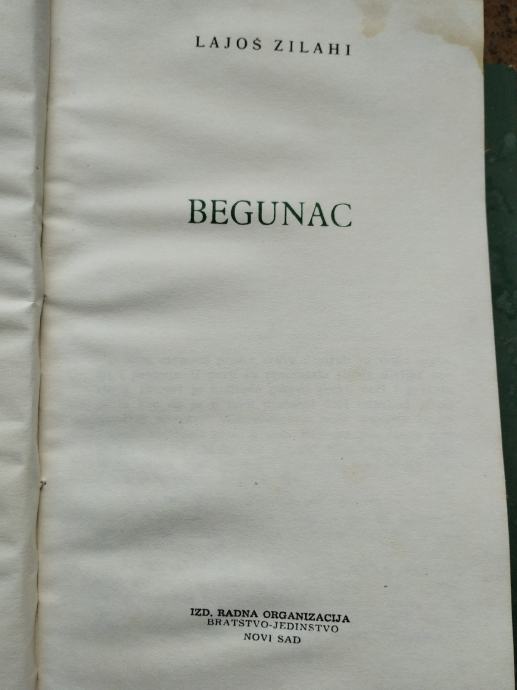 LAJOŠ ZILAHI
BEGUNAC
IZD. RADNA ORGANIZACIJA
BRATSTVO-JEDINSTVO
NOVI SAD